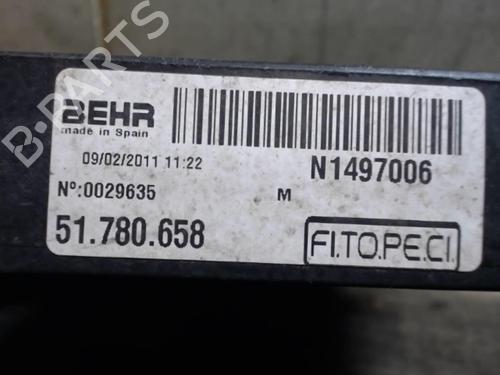 BEHR
made in Spain
09/02/2011 11:22
N1497006
Nº:0029635
M
51.780.658
FI.TO.PE.CI.
B-PARTS